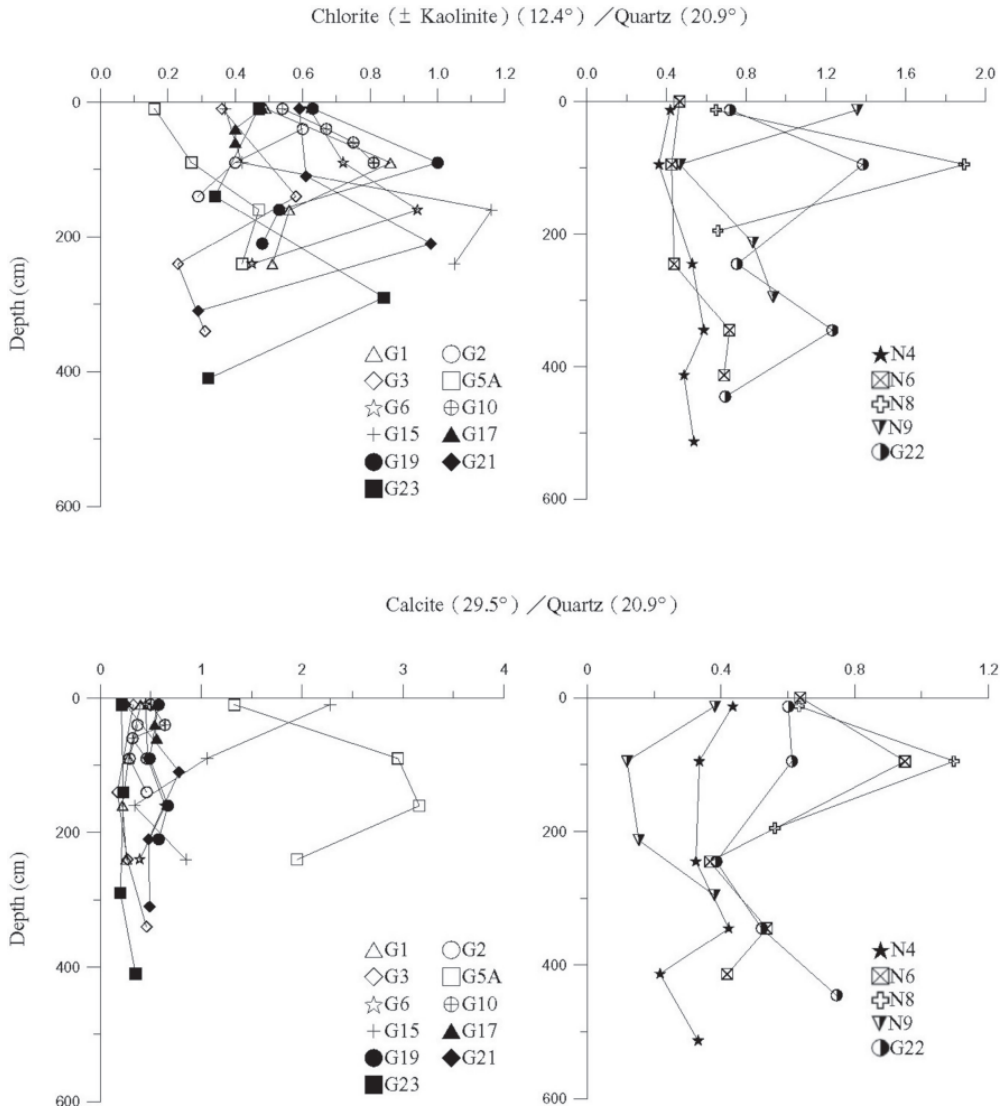 Chlorite (± Kaolinite) (12.4°) /Quartz (20.9°)
0.0 0.2 0.4 0.6 0.8 1.0 1.2
0.0 0.4 0.8 1.2 1.6 2.0
0
200
400
600
Depth (cm)
G1 G2
G3 G5A
G6 G10
G15 G17
G19 G21
G23
0
200
400
600
N4
N6
N8
N9
G22
Calcite (29.5°) /Quartz (20.9°)
0 1 2 3 4
0 0.4 0.8 1.2
0
200
400
600
Depth (cm)
G1 G2
G3 G5A
G6 G10
G15 G17
G19 G21
G23
0
200
400
600
N4
N6
N8
N9
G22